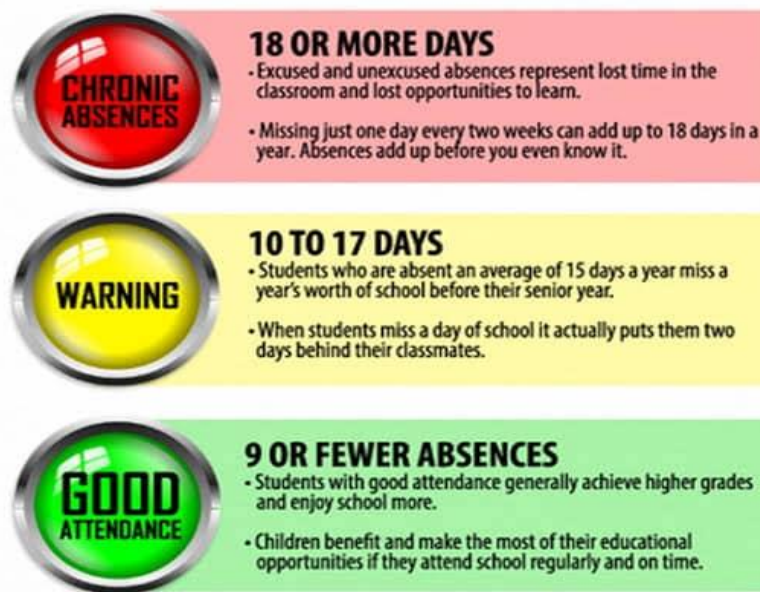 CHRONIC
ABSENCES
18 OR MORE DAYS
• Excused and unexcused absences represent lost time in the
classroom and lost opportunities to learn.
• Missing just one day every two weeks can add up to 18 days in a
year. Absences add up before you even know it.
WARNING
10 TO 17 DAYS
• Students who are absent an average of 15 days a year miss a
year's worth of school before their senior year.
• When students miss a day of school it actually puts them two
days behind their classmates.
GOOD
ATTENDANCE
9 OR FEWER ABSENCES
• Students with good attendance generally achieve higher grades
and enjoy school more.
• Children benefit and make the most of their educational
opportunities if they attend school regularly and on time.